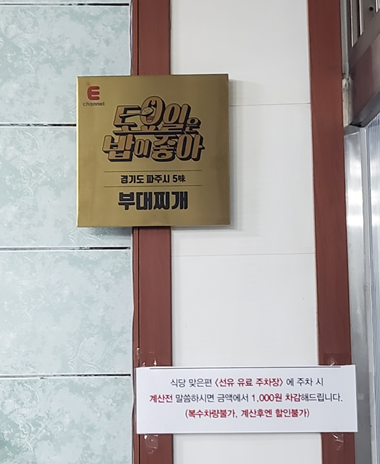 E
channel
토요일은
밥이 좋아
경기도 파주시 5味
부대찌개
식당 맞은편 <선유 유료 주차장> 에 주차 시
계산전 말씀하시면 금액에서 1,000원 차감해드립니다.
(복수차량불가, 계산후엔 할인불가)